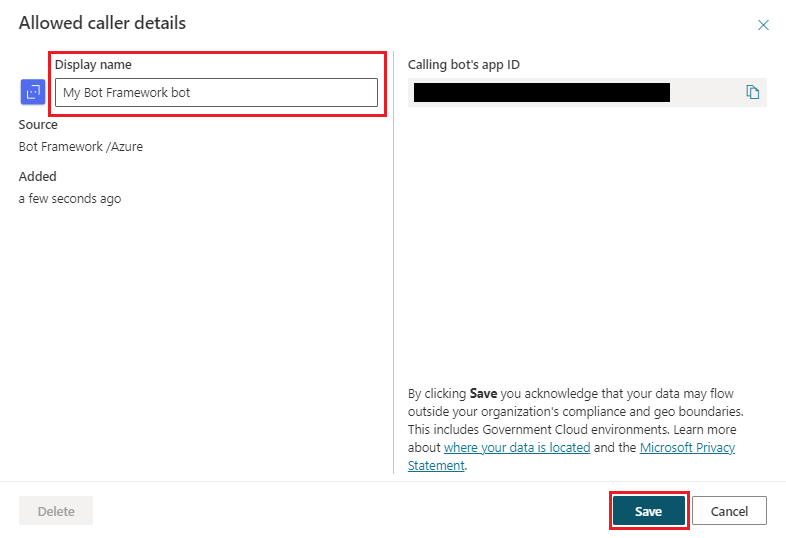 Allowed caller details
Display name
My Bot Framework bot
Source
Bot Framework /Azure
Added
a few seconds ago
Calling bot's app ID
By clicking Save you acknowledge that your data may flow
outside your organization's compliance and geo boundaries.
This includes Government Cloud environments. Learn more
about where your data is located and the Microsoft Privacy
Statement.
Delete
Save
Cancel